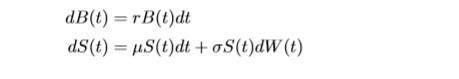 dB(t) = rB(t)dt
dS(t) = μS(t)dt + σS(t)dW(t)